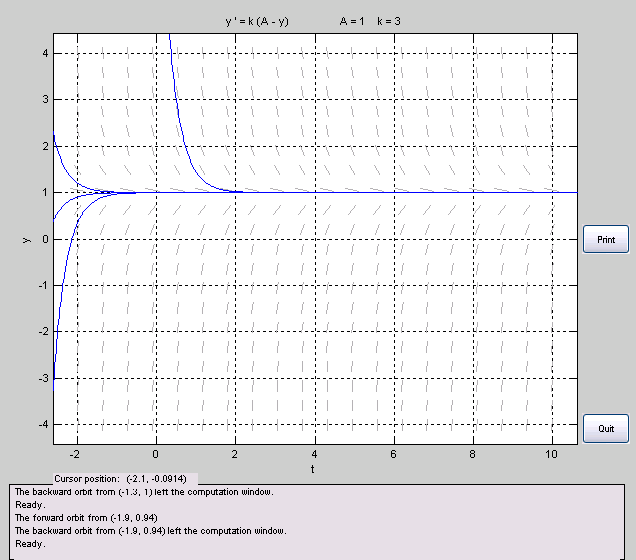 y ' = k (A - y) A = 1 k = 3
4
3
2
1
0
-1
-2
-3
-4
y
-2 0 2 4 6 8 10
t
Print
Quit
Cursor position: (-2.1, -0.0914)
The backward orbit from (-1.3, 1) left the computation window.
Ready.
The forward orbit from (-1.9, 0.94)
The backward orbit from (-1.9, 0.94) left the computation window.
Ready.